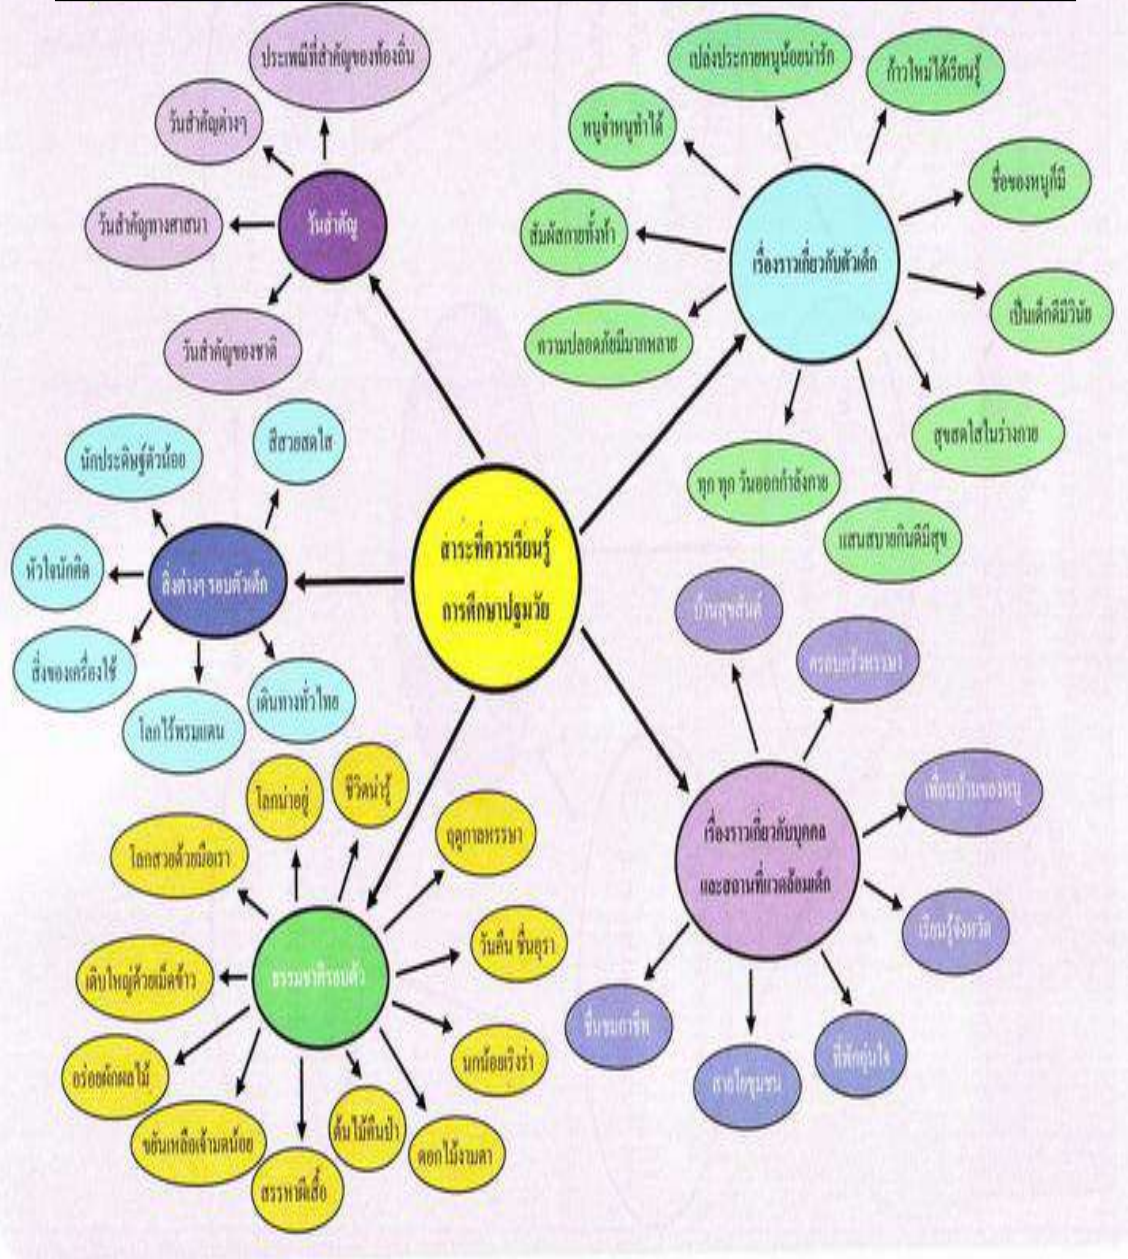 ประเพณีที่สำคัญของท้องถิ่น
วันสำคัญต่างๆ
วันสำคัญทางศาสนา
วันสำคัญ
วันสำคัญของชาติ
เปล่งประกายหนูน้อยน่ารัก
ก้าวใหม่ได้เรียนรู้
หนูจ๋าหนูทำได้
ชื่อของหนูก็มี
สัมผัสกายทั้งห้า
เรื่องราวเกี่ยวกับตัวเด็ก
เป็นเด็กดีมีวินัย
ความปลอดภัยมีมากหลาย
สุขสดใสในร่างกาย
ทุก ทุก วันออกกำลังกาย
แสนสบายกินดีมีสุข
นักประดิษฐ์ตัวน้อย
สีสวยสดใส
หัวใจนักคิด
สิ่งต่างๆ รอบตัวเด็ก
สิ่งของเครื่องใช้
โลกไร้พรมแดน
เดินทางทั่วไทย
สาระที่ควรเรียนรู้
การศึกษาปฐมวัย
บ้านสุขสันต์
ครอบครัวหรรษา
เพื่อนบ้านของหนู
เรื่องราวเกี่ยวกับบุคคล
และสถานที่แวดล้อมเด็ก
เรียนรู้จังหวัด
ชื่นชมอาชีพ
สายใยชุมชน
ที่พักอุ่นใจ
โลกน่าอยู่
ชีวิตน่ารู้
โลกสวยด้วยมือเรา
ฤดูกาลหรรษา
วันคืน ชื่นอุรา
เติบใหญ่ด้วยเม็ดข้าว
ธรรมชาติรอบตัว
นกน้อยเริงร่า
อร่อยผักผลไม้
ขยันเหลือเจ้ามดน้อย
สรรหาผีเสื้อ
ต้นไม้คืนป่า
ดอกไม้งามตา